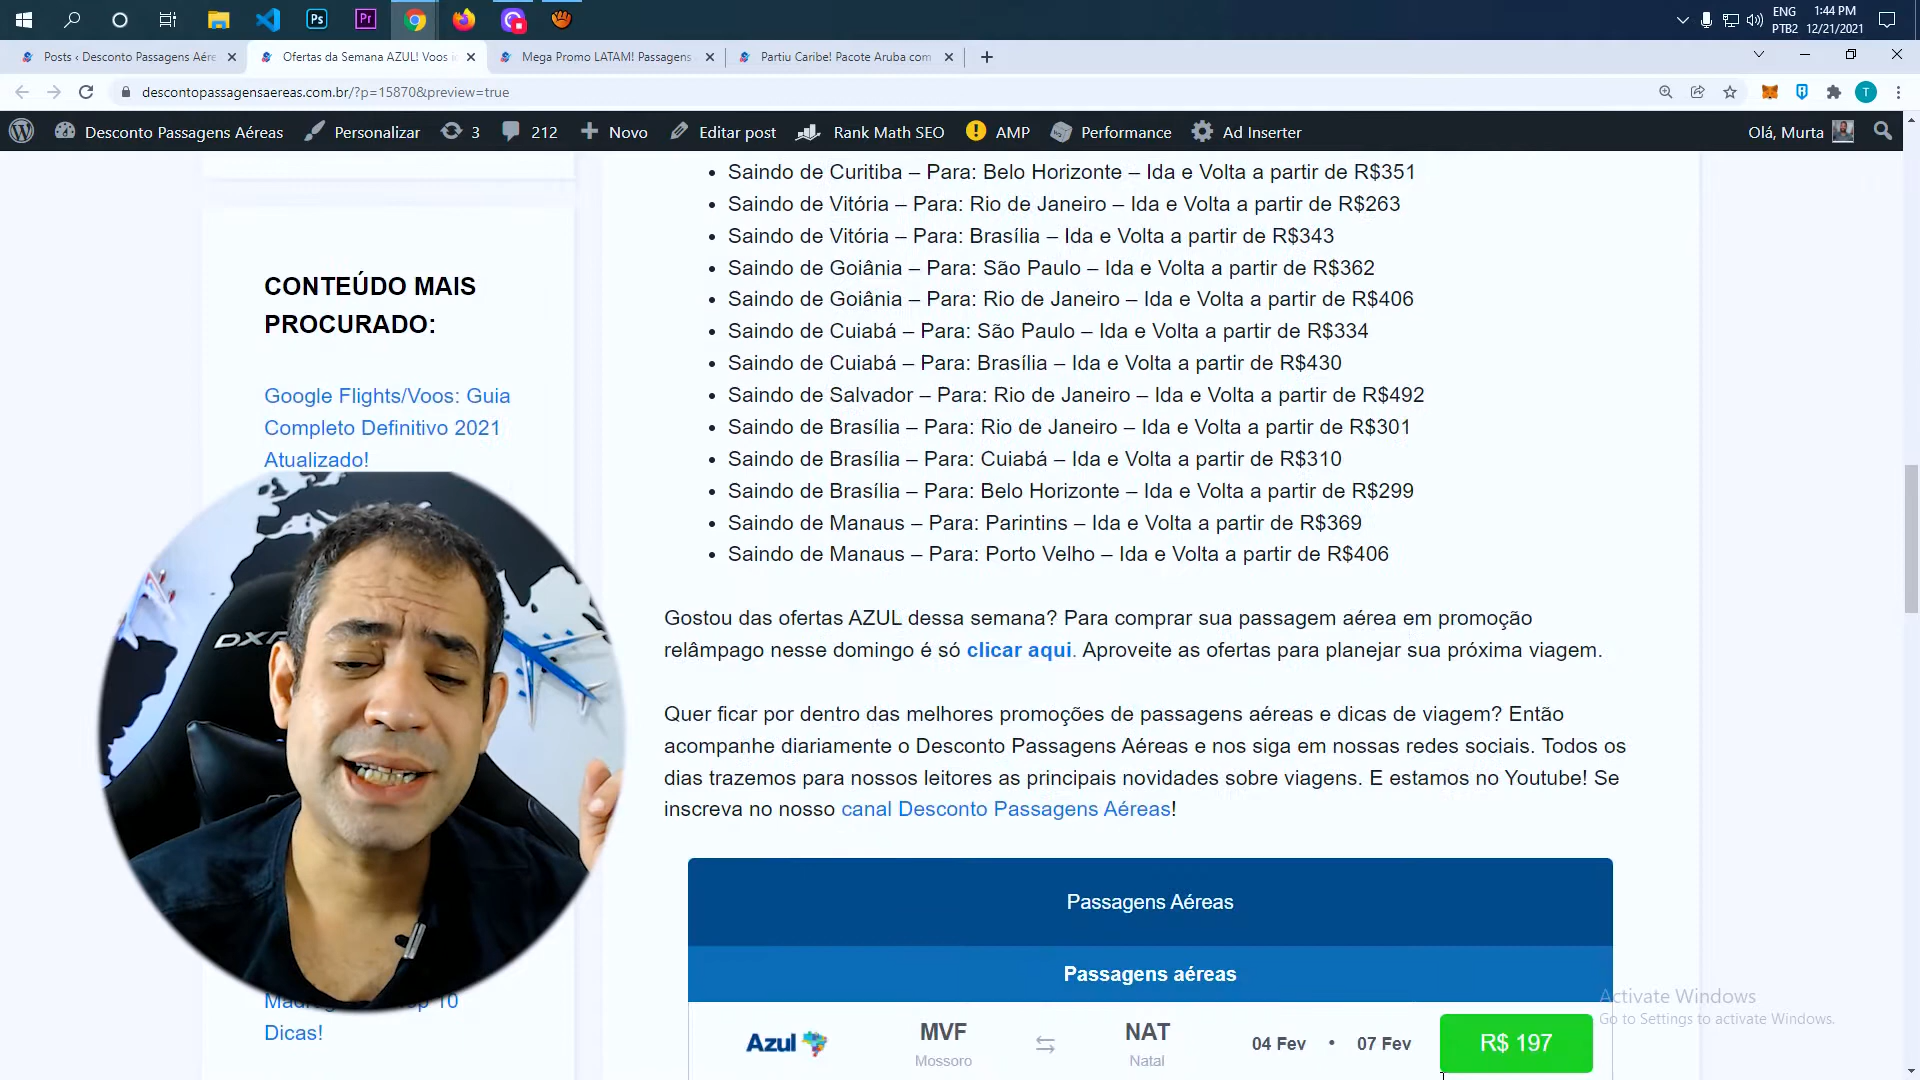 ENG
1:44 PM
PTB2
12/21/2021
Ps
Pr
Posts ‹ Desconto Passagens Aére
Ofertas da Semana AZUL! Voos
Mega Promo LATAM! Passagens
Partiu Caribe! Pacote Aruba com
descontopassagensaereas.com.br/?p=15870&preview=true
T
Desconto Passagens Aéreas
Personalizar
3
212
Novo
Editar post
Rank Math SEO
AMP
Performance
Ad Inserter
Olá, Murta
Saindo de Curitiba – Para: Belo Horizonte – Ida e Volta a partir de R$351
Saindo de Vitória – Para: Rio de Janeiro – Ida e Volta a partir de R$263
Saindo de Vitória – Para: Brasília – Ida e Volta a partir de R$343
Saindo de Goiânia – Para: São Paulo – Ida e Volta a partir de R$362
Saindo de Goiânia – Para: Rio de Janeiro – Ida e Volta a partir de R$406
Saindo de Cuiabá – Para: São Paulo – Ida e Volta a partir de R$334
Saindo de Cuiabá – Para: Brasília – Ida e Volta a partir de R$430
Saindo de Salvador – Para: Rio de Janeiro – Ida e Volta a partir de R$492
Saindo de Brasília – Para: Rio de Janeiro – Ida e Volta a partir de R$301
Saindo de Brasília – Para: Cuiabá – Ida e Volta a partir de R$310
Saindo de Brasília – Para: Belo Horizonte – Ida e Volta a partir de R$299
Saindo de Manaus – Para: Parintins – Ida e Volta a partir de R$369
Saindo de Manaus – Para: Porto Velho – Ida e Volta a partir de R$406
Gostou das ofertas AZUL dessa semana? Para comprar sua passagem aérea em promoção
relâmpago nesse domingo é só clicar aqui. Aproveite as ofertas para planejar sua próxima viagem.
Quer ficar por dentro das melhores promoções de passagens aéreas e dicas de viagem? Então
acompanhe diariamente o Desconto Passagens Aéreas e nos siga em nossas redes sociais. Todos os
dias trazemos para nossos leitores as principais novidades sobre viagens. E estamos no Youtube! Se
inscreva no nosso canal Desconto Passagens Aéreas!
Passagens Aéreas
Passagens aéreas
Azul
MVF
Mossoro
NAT
Natal
04 Fev • 07 Fev
R$ 197
CONTEÚDO MAIS
PROCURADO:
Google Flights/Voos: Guia
Completo Definitivo 2021
Atualizado!
10
Dicas!
Activate Windows
Go to Settings to activate Windows.